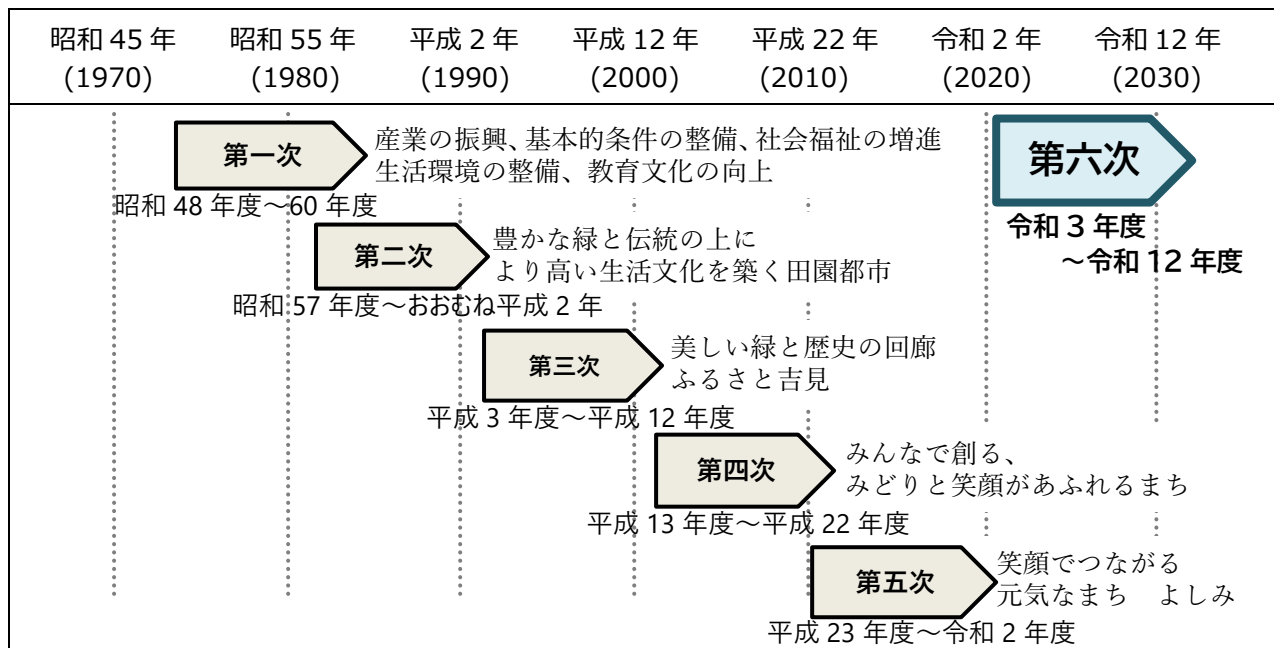 昭和 45 年 昭和 55 年 平成 2 年 平成 12 年 平成 22 年 令和 2 年 令和 12 年
(1970) (1980) (1990) (2000) (2010) (2020) (2030)
第一次
産業の振興、基本的条件の整備、社会福祉の増進
生活環境の整備、教育文化の向上
昭和 48 年度～60 年度
第六次
令和 3 年度
～令和 12 年度
第二次
豊かな緑と伝統の上に
より高い生活文化を築く田園都市
昭和 57 年度～おおむね平成 2 年
第三次
美しい緑と歴史の回廊
ふるさと吉見
平成 3 年度～平成 12 年度
第四次
みんなで創る、
みどりと笑顔があふれるまち
平成 13 年度～平成 22 年度
第五次
笑顔でつながる
元気なまち　よしみ
平成 23 年度～令和 2 年度